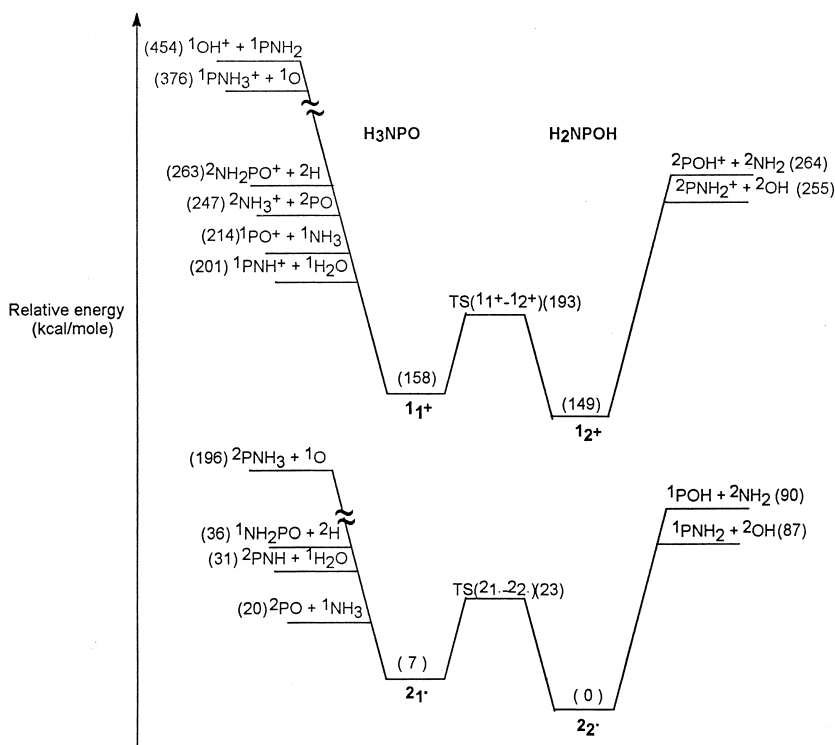 (454) ¹OH⁺ + ¹PNH₂
(376) ¹PNH₃⁺ + ¹O
H₃NPO
H₂NPOH
(263)²NH₂PO⁺ + ²H
²POH⁺ + ²NH₂ (264)
(247) ²NH₃⁺ + ²PO
²PNH₂⁺ + ²OH (255)
(214)¹PO⁺ + ¹NH₃
(201) ¹PNH⁺ + ¹H₂O
Relative energy
(kcal/mole)
TS(¹1⁺-¹2⁺)(193)
(158)
¹1⁺
(149)
¹2⁺
(196) ²PNH₃ + ¹O
¹POH + ²NH₂ (90)
(36) ¹NH₂PO + ²H
¹PNH₂ + ²OH(87)
(31) ²PNH + ¹H₂O
TS(²1·-²2·)(23)
(20)²PO + ¹NH₃
(7)
²1·
(0)
²2·